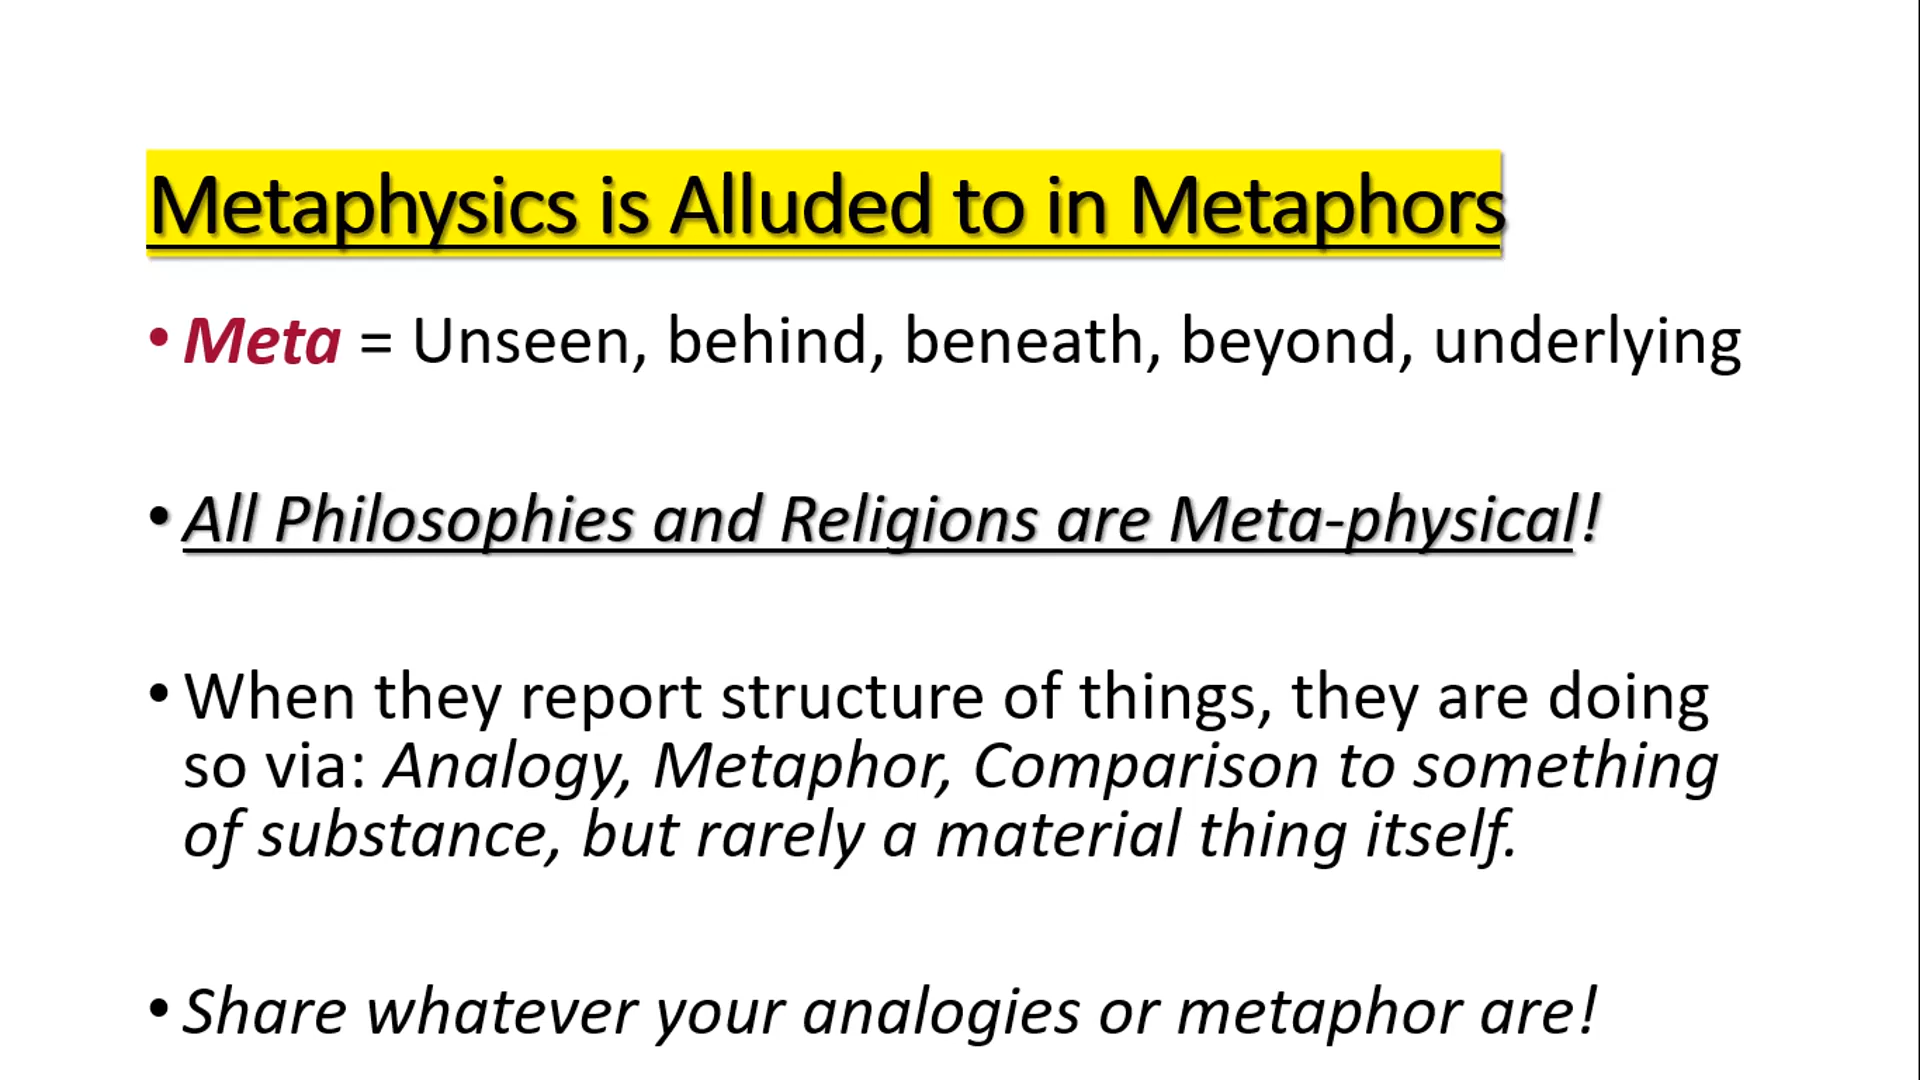 Metaphysics is Alluded to in Metaphors
• Meta = Unseen, behind, beneath, beyond, underlying
• All Philosophies and Religions are Meta-physical!
• When they report structure of things, they are doing
so via: Analogy, Metaphor, Comparison to something
of substance, but rarely a material thing itself.
• Share whatever your analogies or metaphor are!